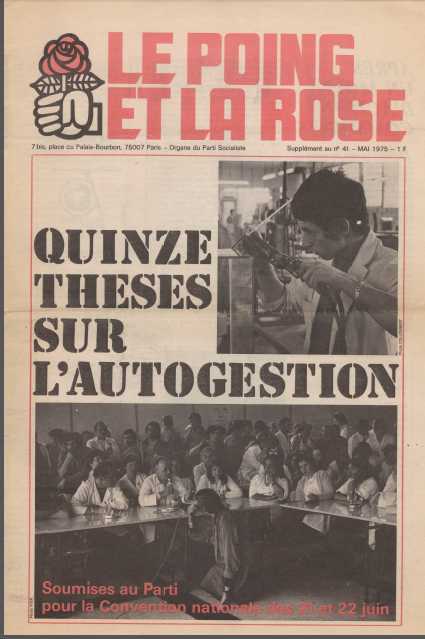 LE POING
ET LA ROSE
7 bis, place du Palais-Bourbon, 75007 Paris – Organe du Parti Socialiste
Supplément au n° 41 – MAI 1975 – 1 F
QUINZE
THESES
SUR
L'AUTOGESTION
Soumises au Parti
pour la Convention nationale des 21 et 22 juin